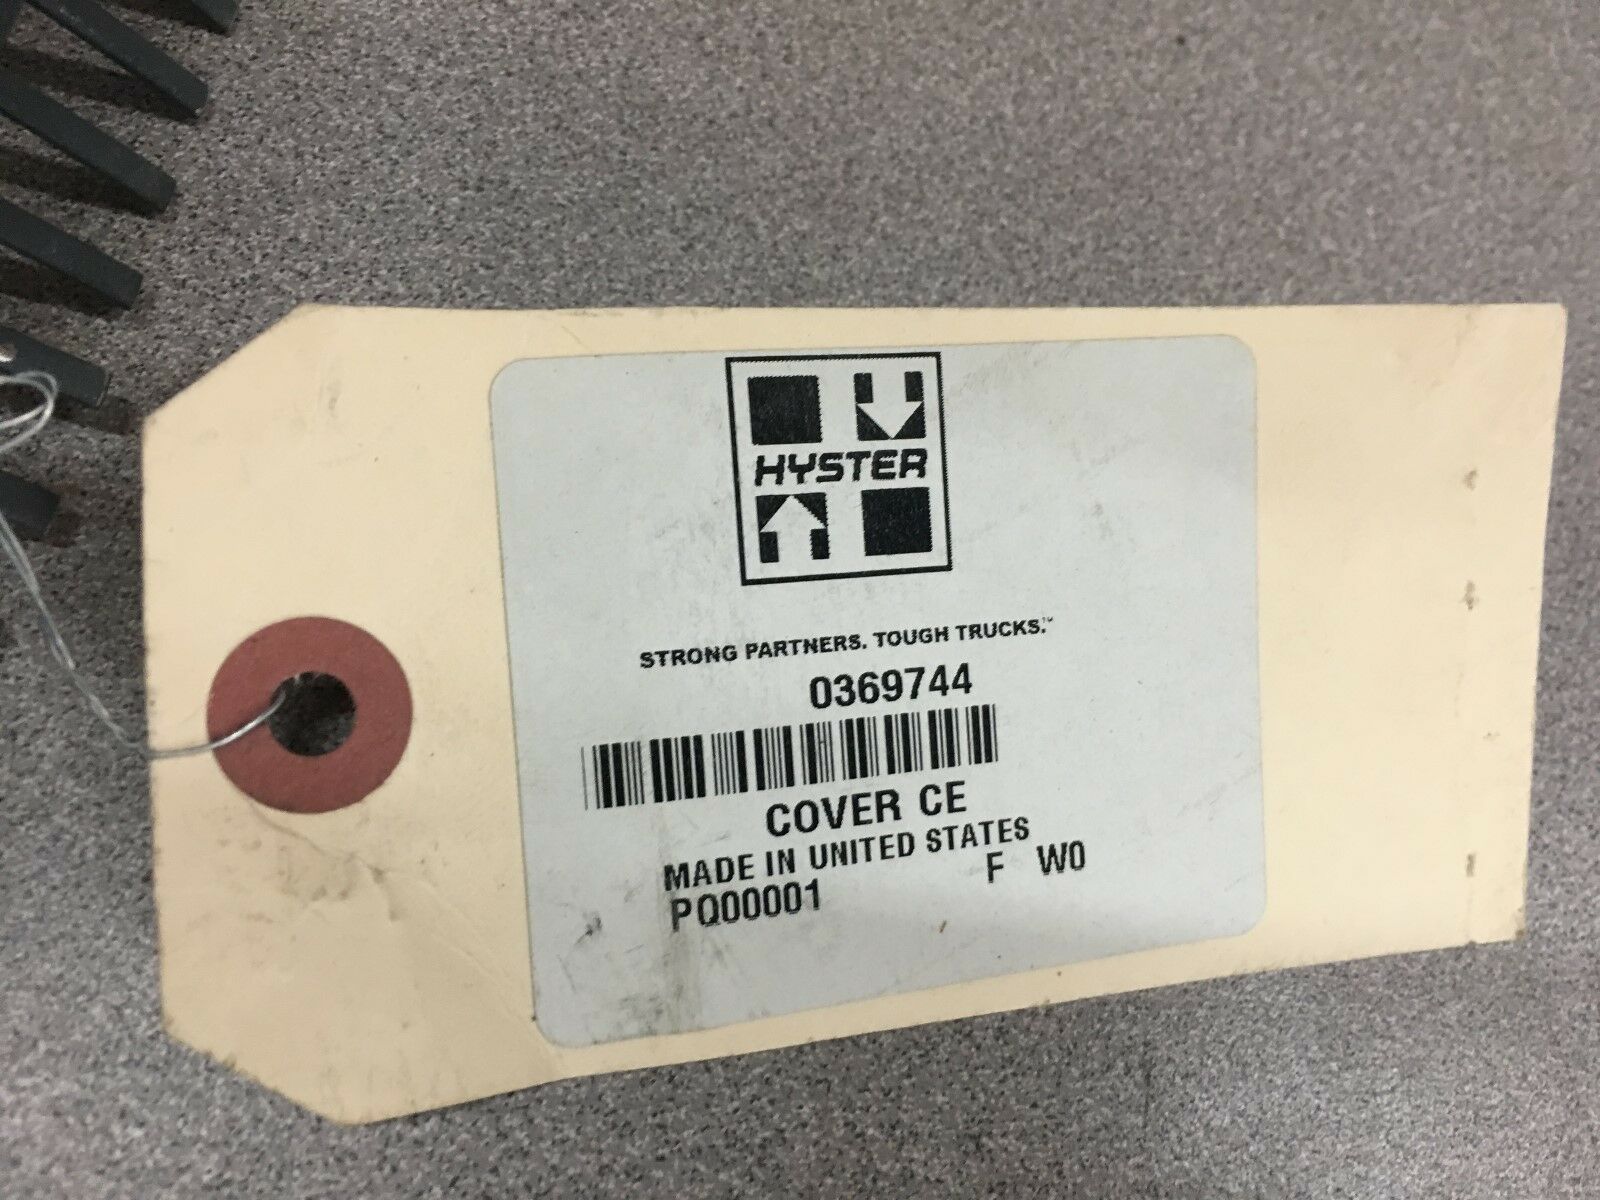 HYSTER
STRONG PARTNERS. TOUGH TRUCKS.™
0369744
COVER CE
MADE IN UNITED STATES
PQ00001 F W0